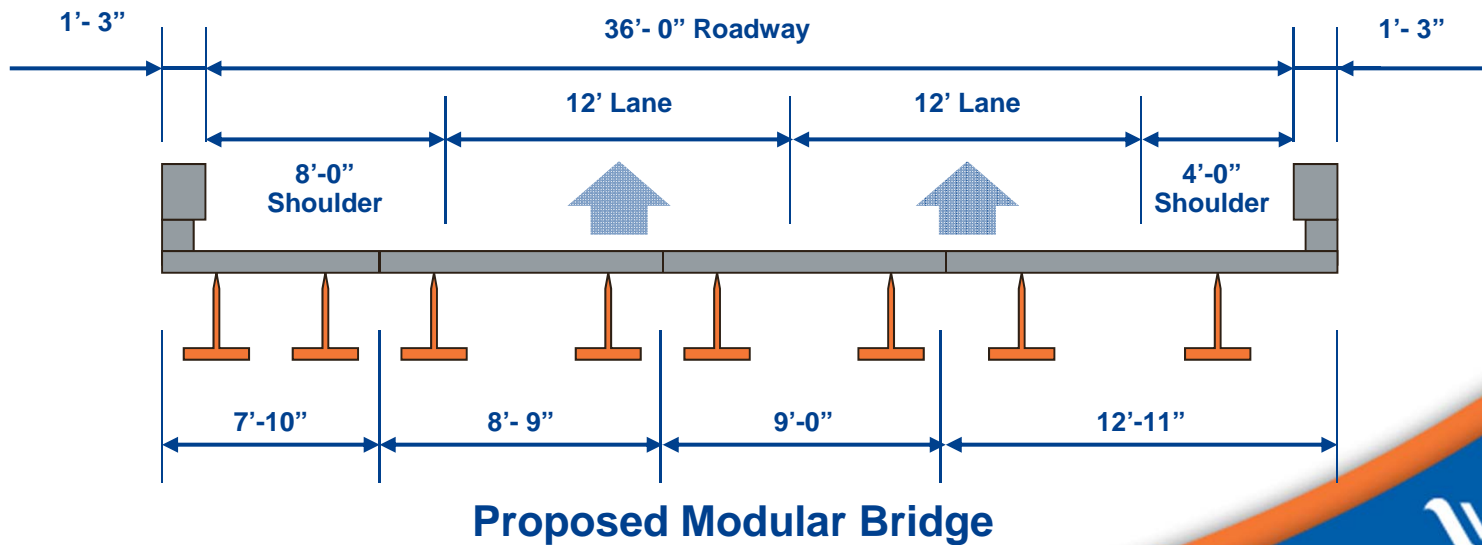 1’- 3”
36’- 0” Roadway
1’- 3”
12’ Lane
12’ Lane
8’-0”
Shoulder
4’-0”
Shoulder
7’-10”
8’- 9”
9’-0”
12’-11”
Proposed Modular Bridge